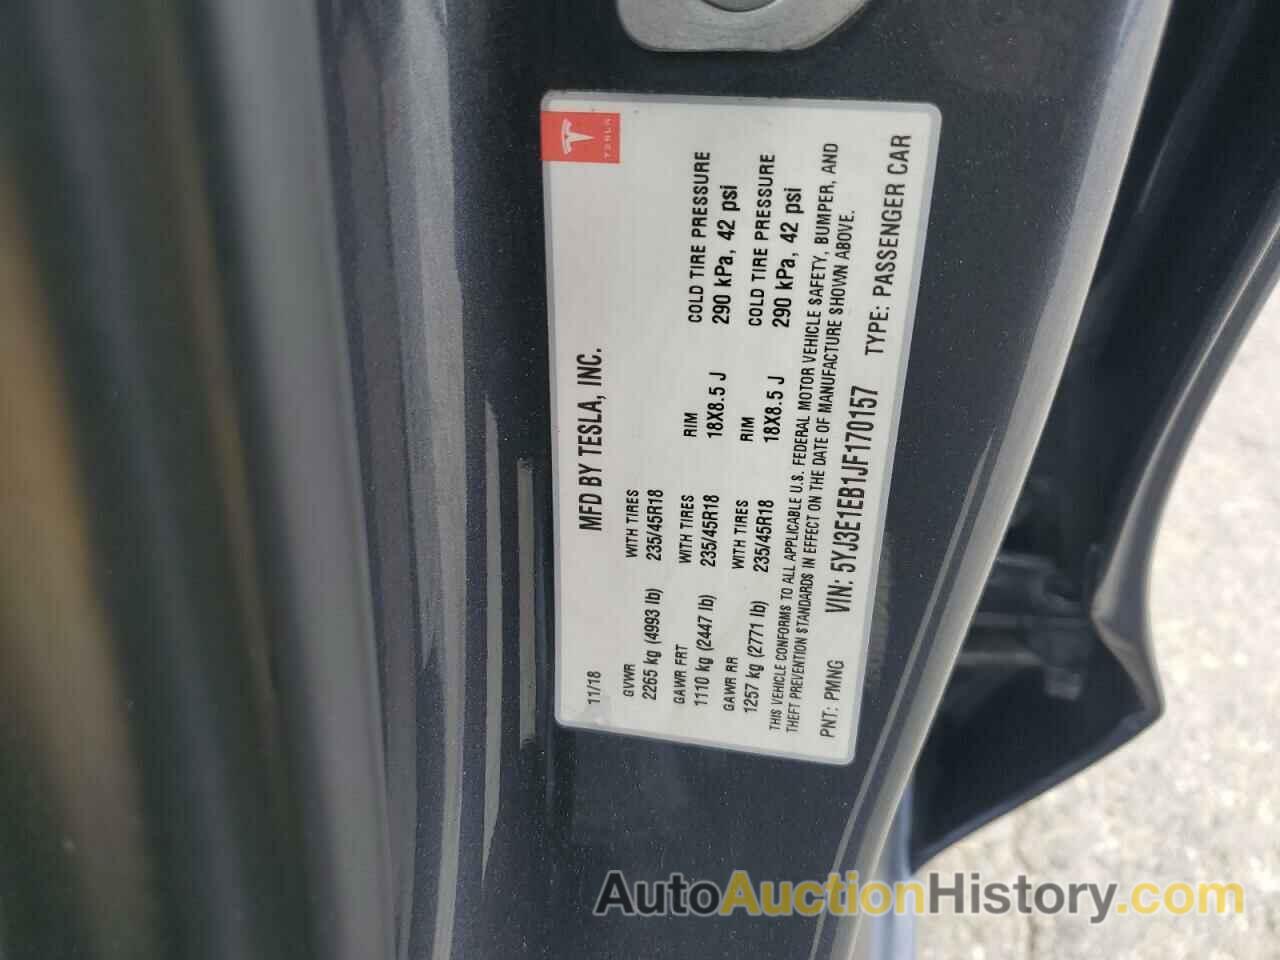 TESLA
MFD BY TESLA, INC.
11/18
GVWR
2265 kg (4993 lb)
WITH TIRES
235/45R18
GAWR FRT
1110 kg (2447 lb)
WITH TIRES
235/45R18
RIM
18X8.5 J
COLD TIRE PRESSURE
290 kPa, 42 psi
GAWR RR
1257 kg (2771 lb)
WITH TIRES
235/45R18
RIM
18X8.5 J
COLD TIRE PRESSURE
290 kPa, 42 psi
THIS VEHICLE CONFORMS TO ALL APPLICABLE U.S. FEDERAL MOTOR VEHICLE SAFETY, BUMPER, AND
THEFT PREVENTION STANDARDS IN EFFECT ON THE DATE OF MANUFACTURE SHOWN ABOVE.
PNT: PMNG VIN: 5YJ3E1EB1JF170157 TYPE: PASSENGER CAR
AutoAuctionHistory.com